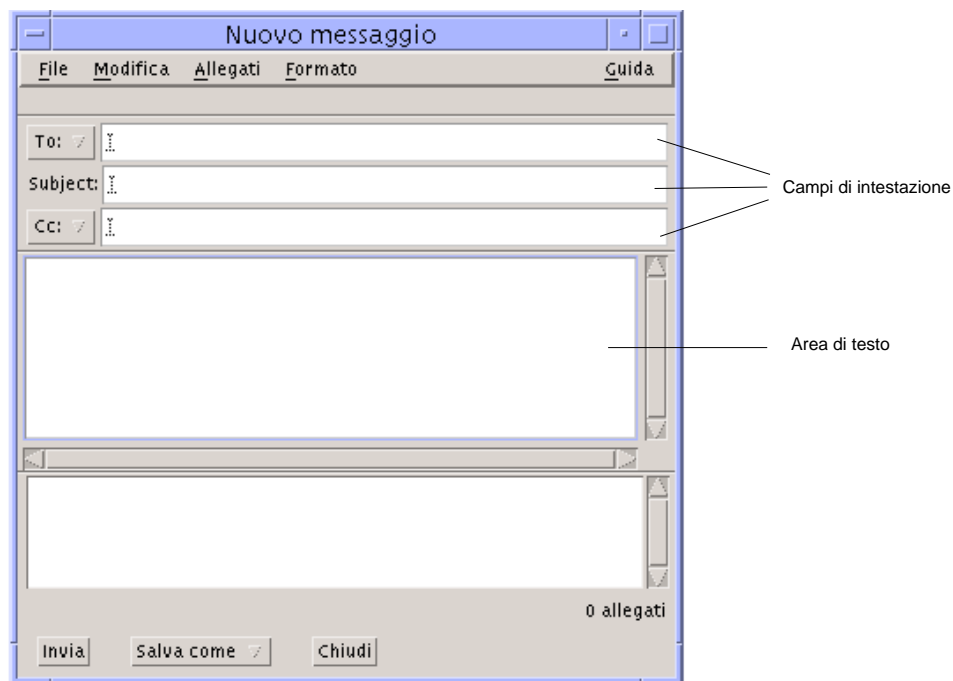 Nuovo messaggio
File Modifica Allegati Formato Guida
To:
Subject:
Campi di intestazione
Cc:
Area di testo
0 allegati
Invia Salva come Chiudi